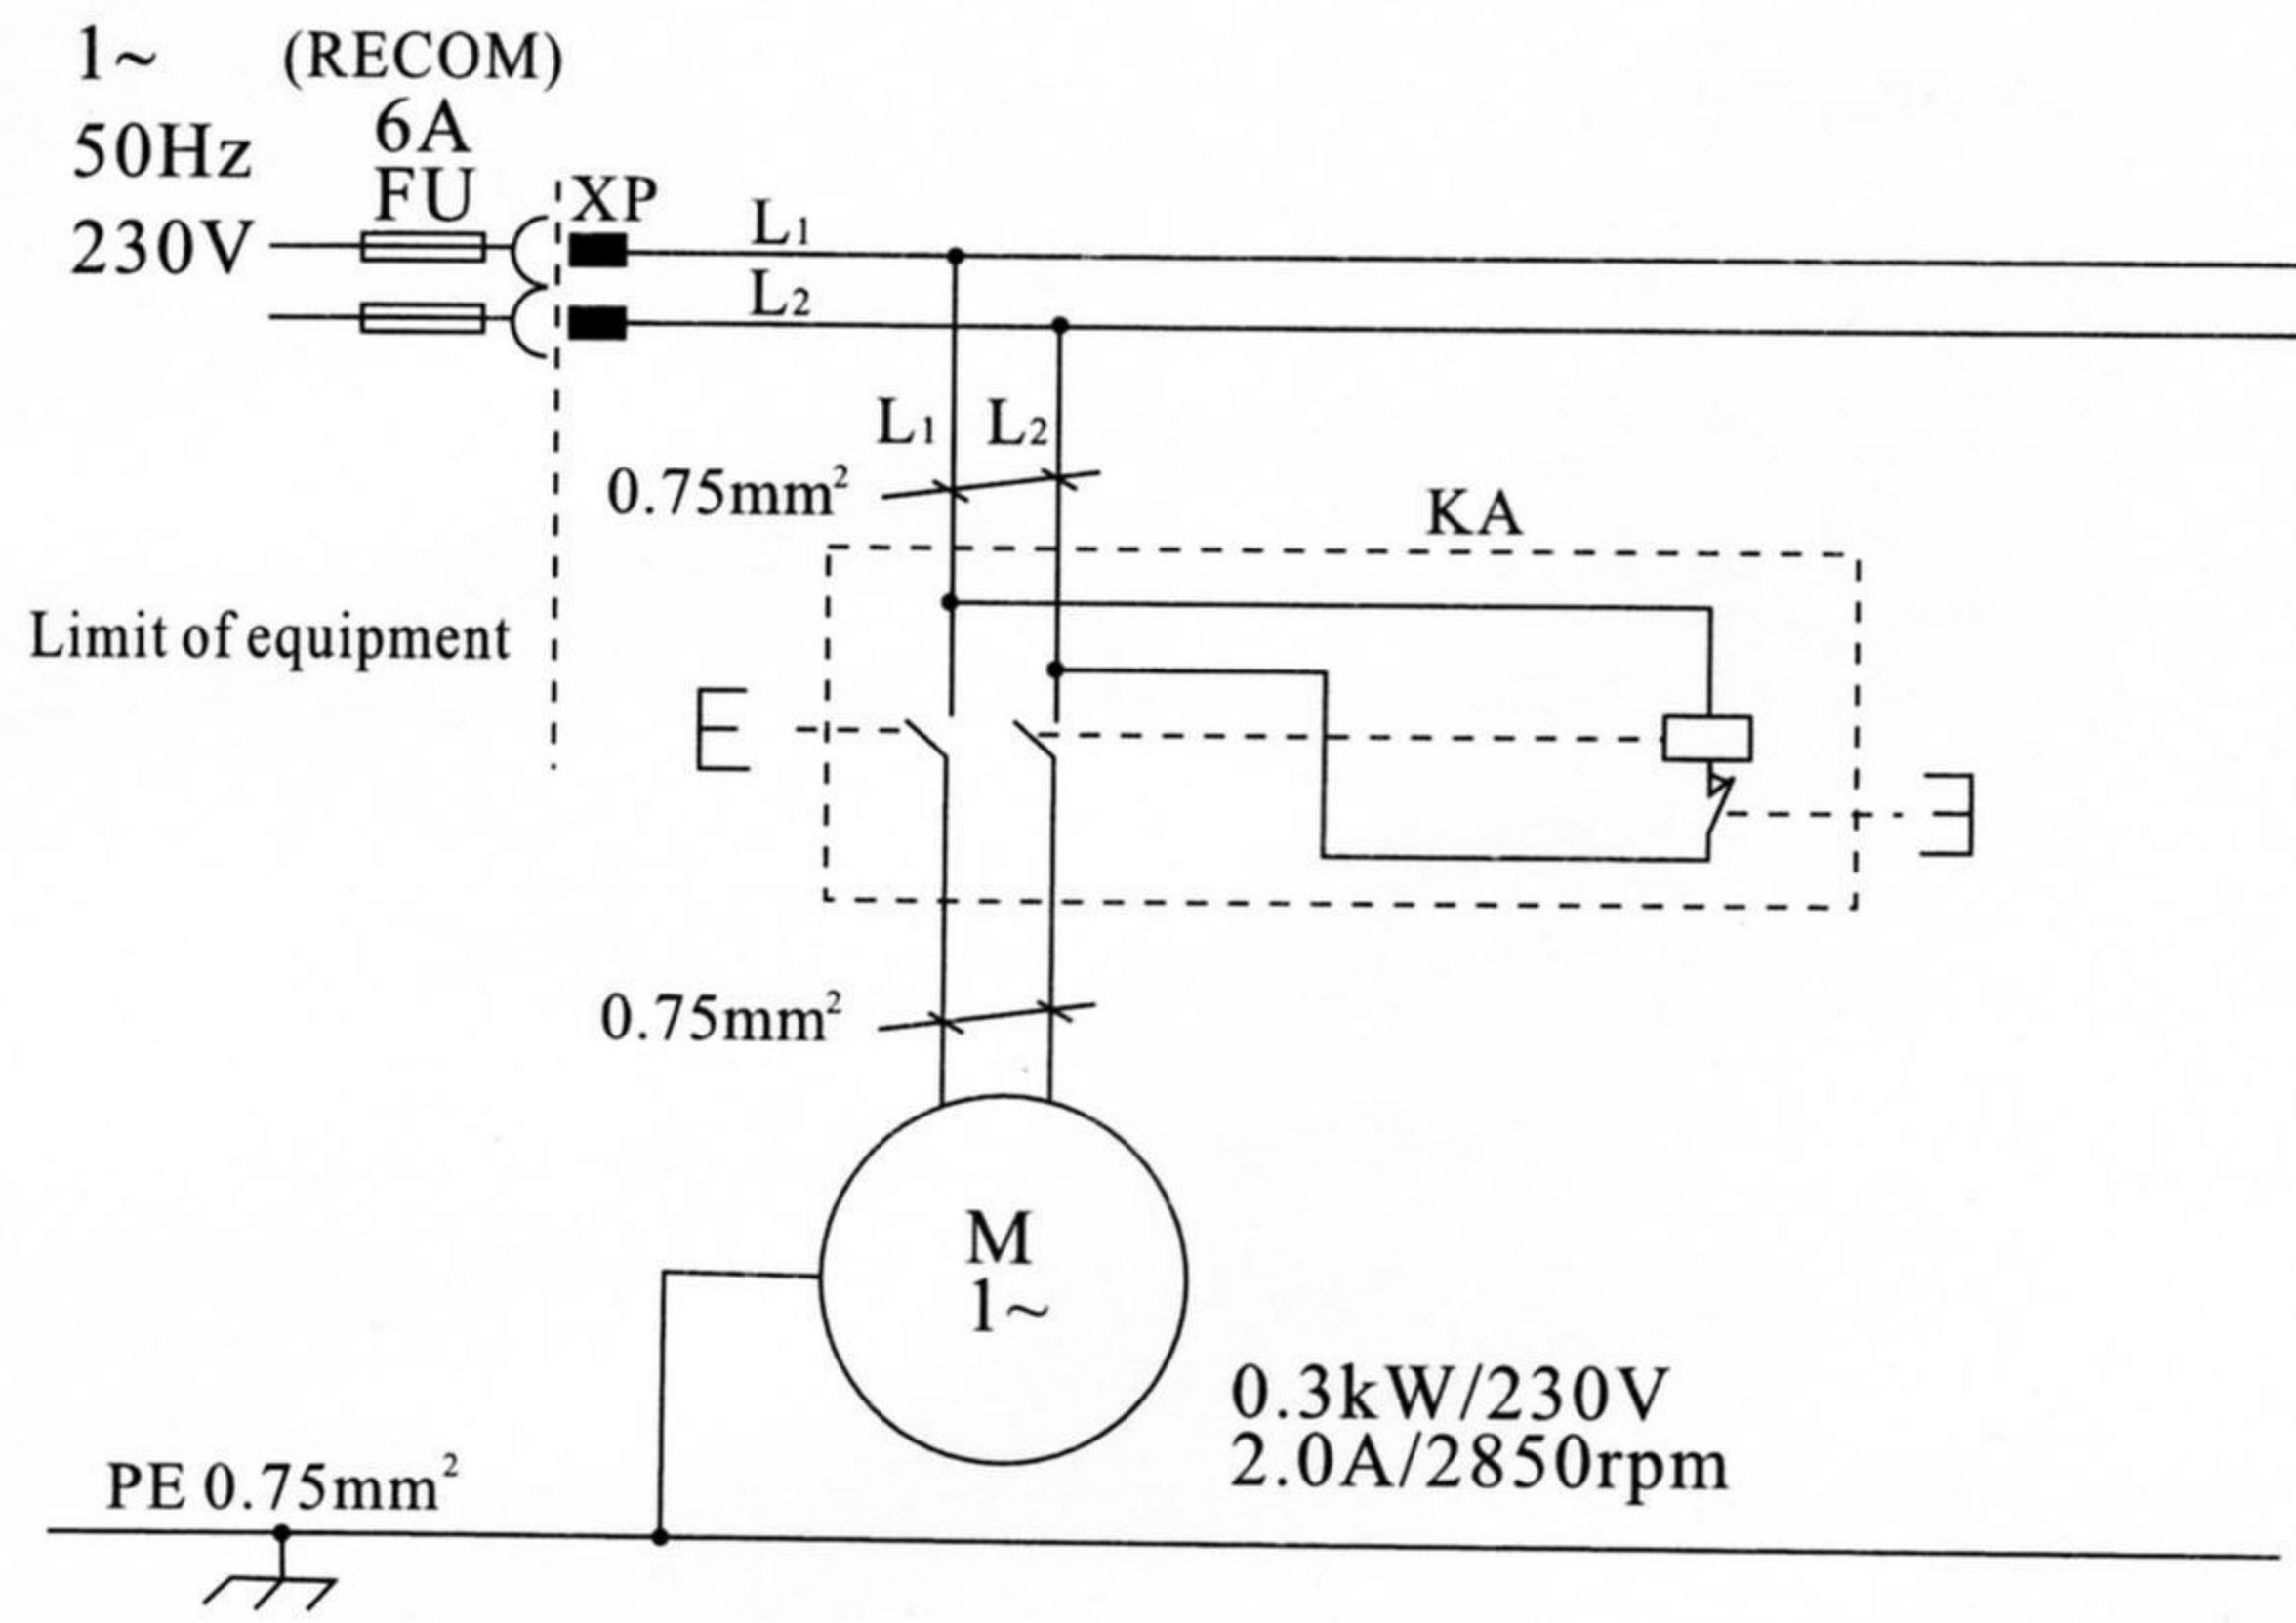 1~ (RECOM)
50Hz 6A
FU
230V
XP
L1
L2
L1 L2
0.75mm²
KA
Limit of equipment
0.75mm²
M
1~
0.3kW/230V
2.0A/2850rpm
PE 0.75mm²